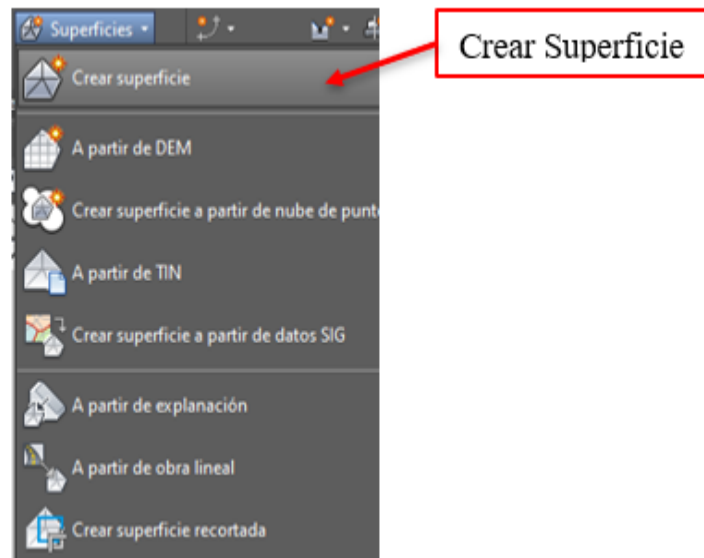 Superficies
Crear Superficie
Crear superficie
A partir de DEM
Crear superficie a partir de nube de punt
A partir de TIN
Crear superficie a partir de datos SIG
A partir de explanación
A partir de obra lineal
Crear superficie recortada